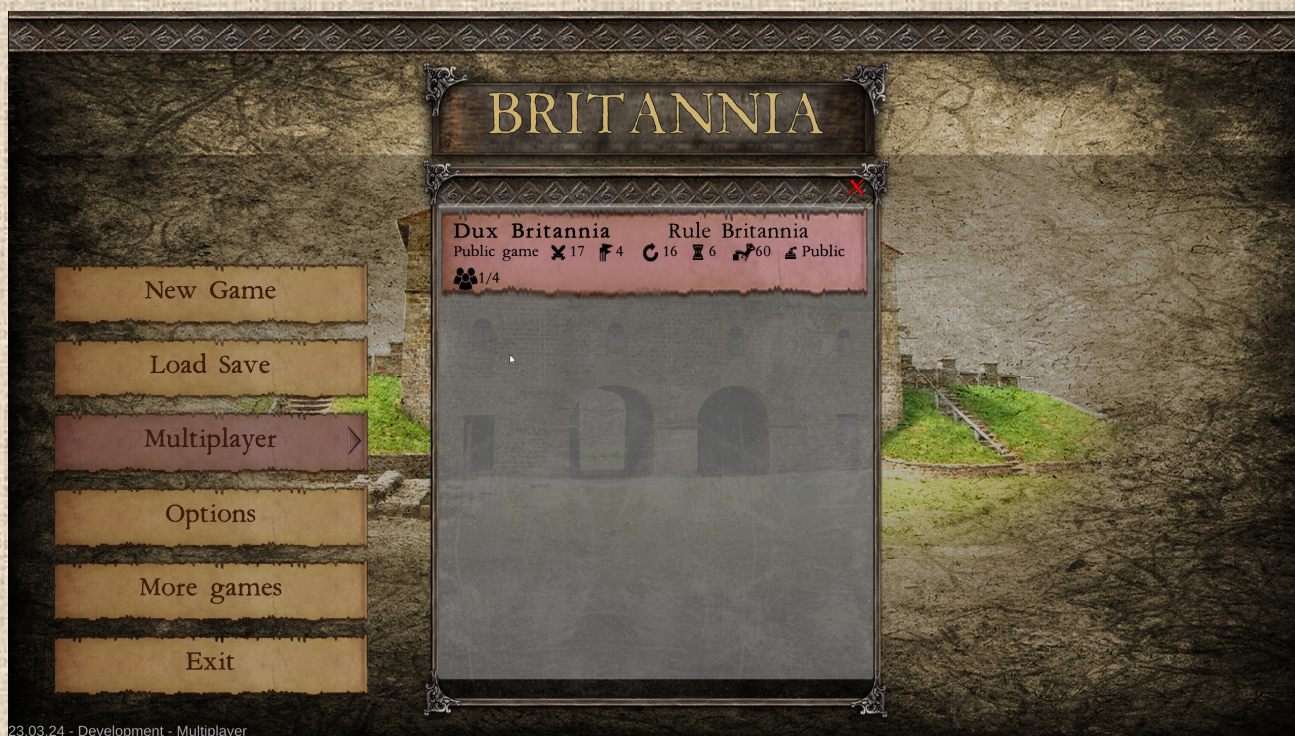 BRITANNIA
X
Dux Britannia Rule Britannia
Public game 17 4 16 6 60 Public
1/4
New Game
Load Save
Multiplayer
Options
More games
Exit
23.03.24 - Development - Multiplayer